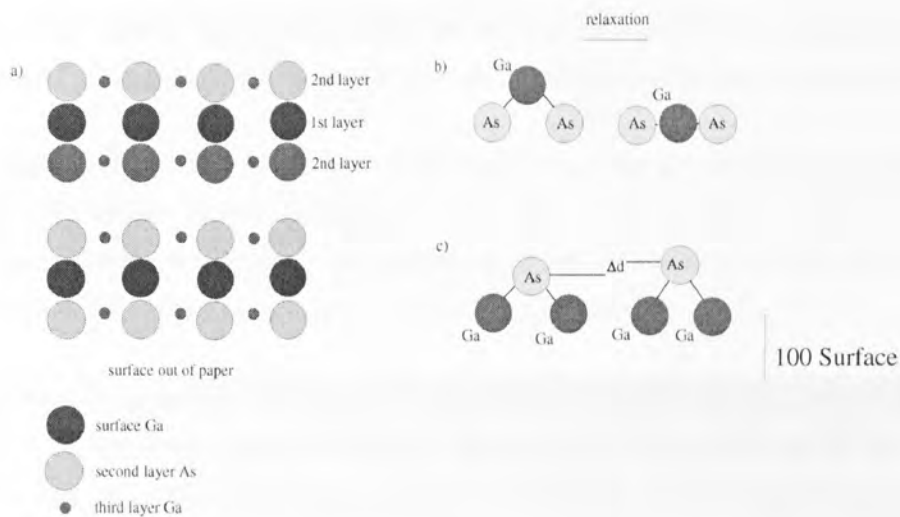 relaxation
a)
2nd layer
1st layer
2nd layer
surface out of paper
surface Ga
second layer As
third layer Ga
b)
Ga
As As
Ga
As As
c)
As Δd As
Ga Ga Ga Ga
100 Surface